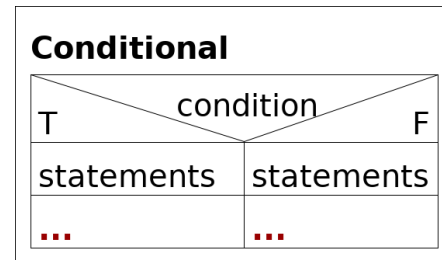 Conditional
condition
T F
statements statements
... ...